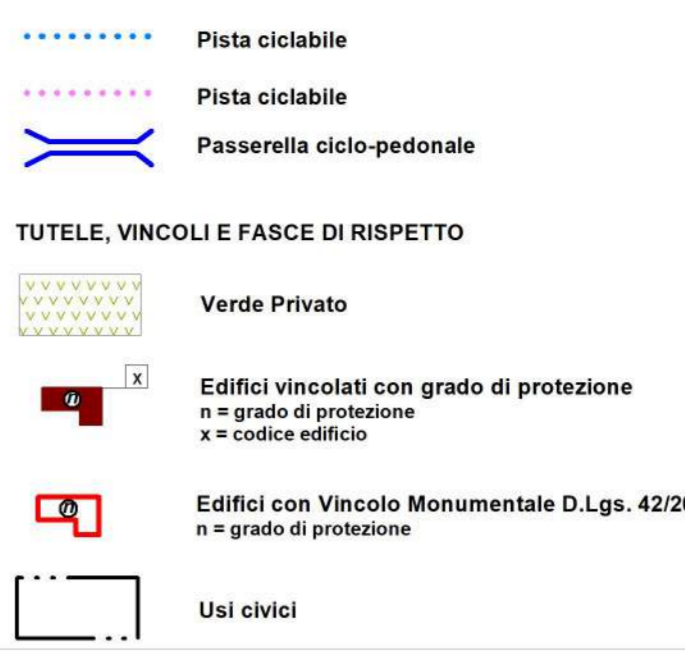 Pista ciclabile
Pista ciclabile
Passerella ciclo-pedonale
TUTELE, VINCOLI E FASCE DI RISPETTO
Verde Privato
x
n
Edifici vincolati con grado di protezione
n = grado di protezione
x = codice edificio
n
Edifici con Vincolo Monumentale D.Lgs. 42/20
n = grado di protezione
Usi civici